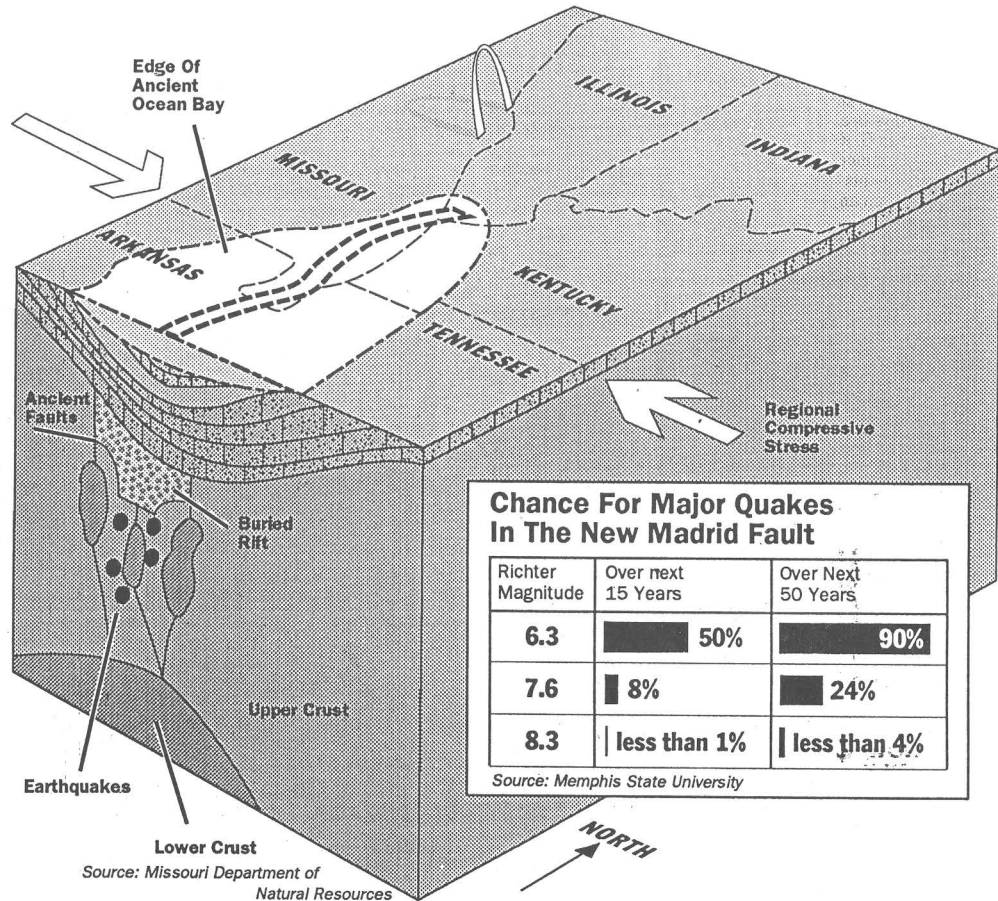 Edge Of
Ancient
Ocean Bay
ILLINOIS
INDIANA
MISSOURI
ARKANSAS
KENTUCKY
TENNESSEE
Ancient
Faults
Regional
Compressive
Stress
Buried
Rift
Chance For Major Quakes
In The New Madrid Fault
Richter
Magnitude
Over next
15 Years
Over Next
50 Years
6.3 50% 90%
7.6 8% 24%
8.3 less than 1% less than 4%
Source: Memphis State University
Upper Crust
Earthquakes
Lower Crust
Source: Missouri Department of
Natural Resources
NORTH